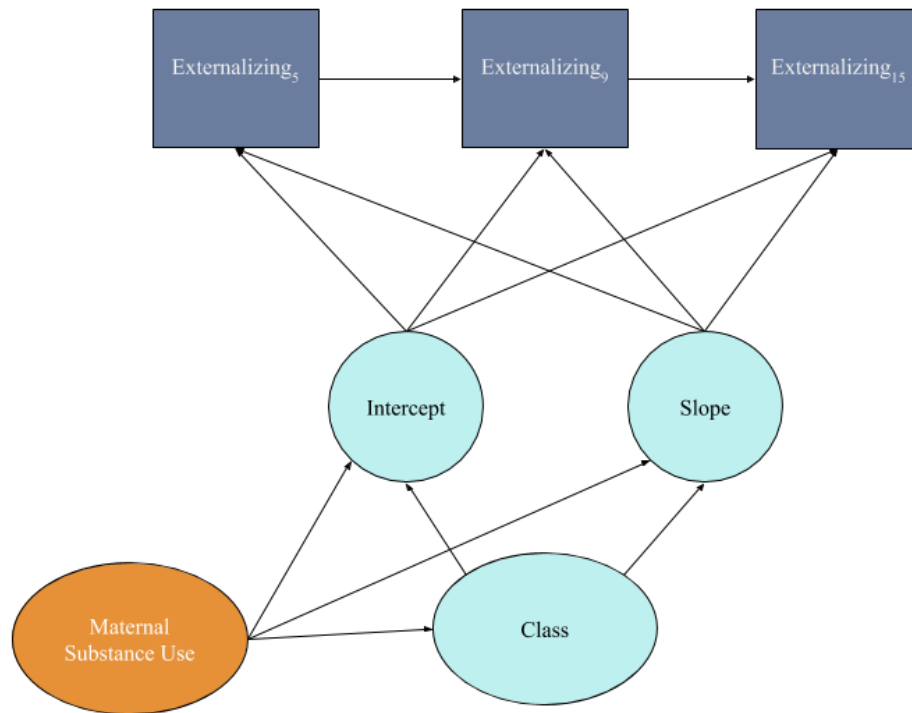 Externalizing₅
Externalizing₉
Externalizing₁₅
Intercept
Slope
Maternal
Substance Use
Class